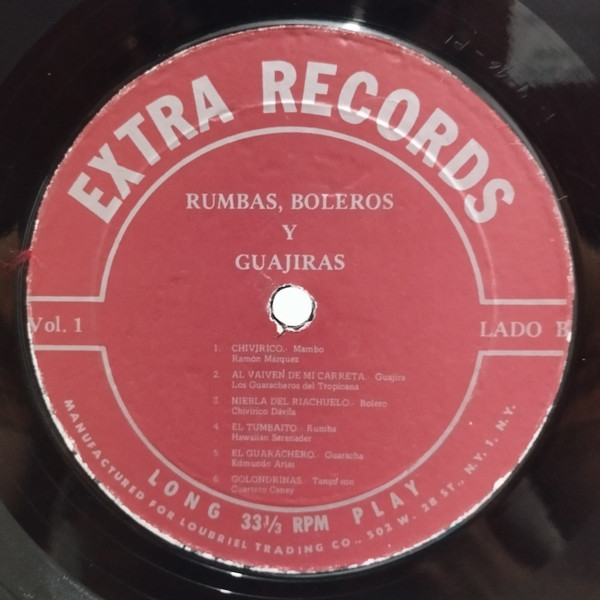 EXTRA RECORDS
RUMBAS, BOLEROS
Y
GUAJIRAS
Vol. 1
LADO B
1. CHIVIRICO.- Mambo
Ramón Márquez
2. AL VAIVEN DE MI CARRETA.- Guajira
Los Guaracheros del Tropicana
3. NIEBLA DEL RIACHUELO.- Bolero
Chivirico Dávila
4. EL TUMBAITO.- Rumba
Hawaiian Serenader
5. EL GUARACHERO.- Guaracha
Edmundo Arias
6. GOLONDRINAS.- son
Cuarteto Caney
LONG 33⅓ RPM PLAY
MANUFACTURED FOR LOUBRIEL TRADING CO., 502 W. 28 ST., N.Y. 1, N.Y.